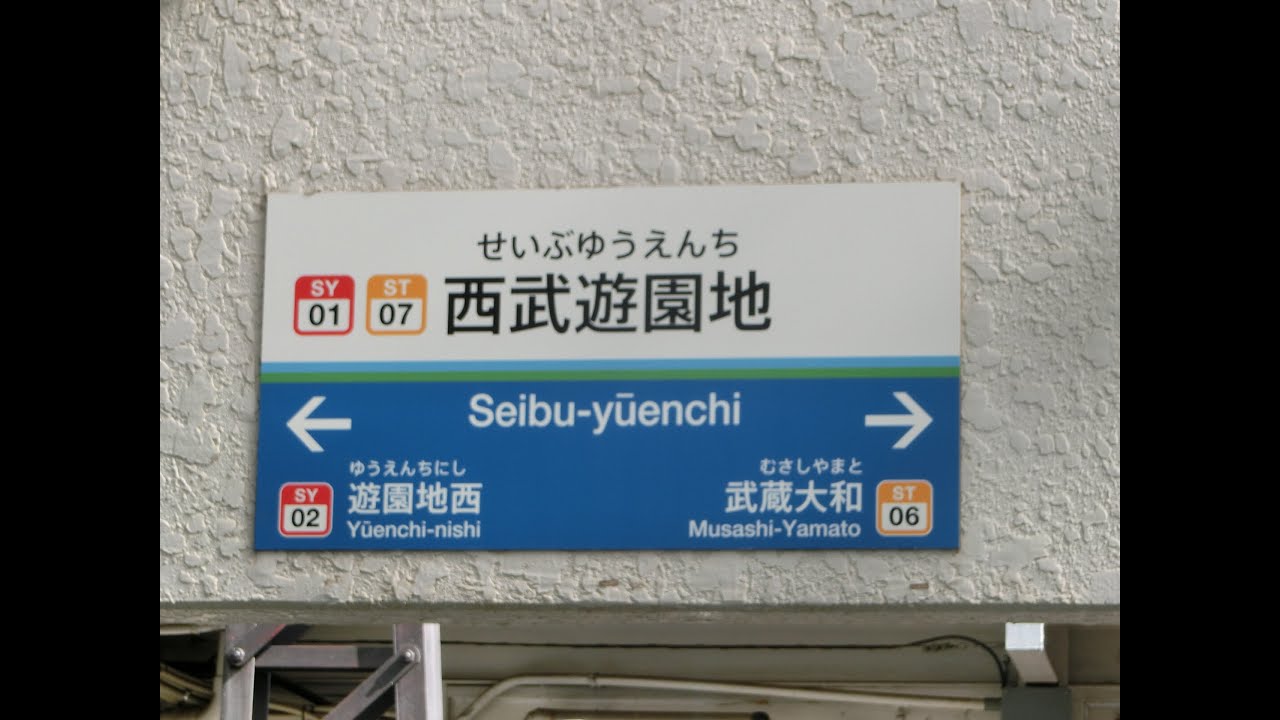 せいぶゆうえんち
SY 01 ST 07 西武遊園地
Seibu-yūenchi
← →
ゆうえんちにし
SY 02 遊園地西
Yūenchi-nishi
むさしやまと
武蔵大和 ST 06
Musashi-Yamato